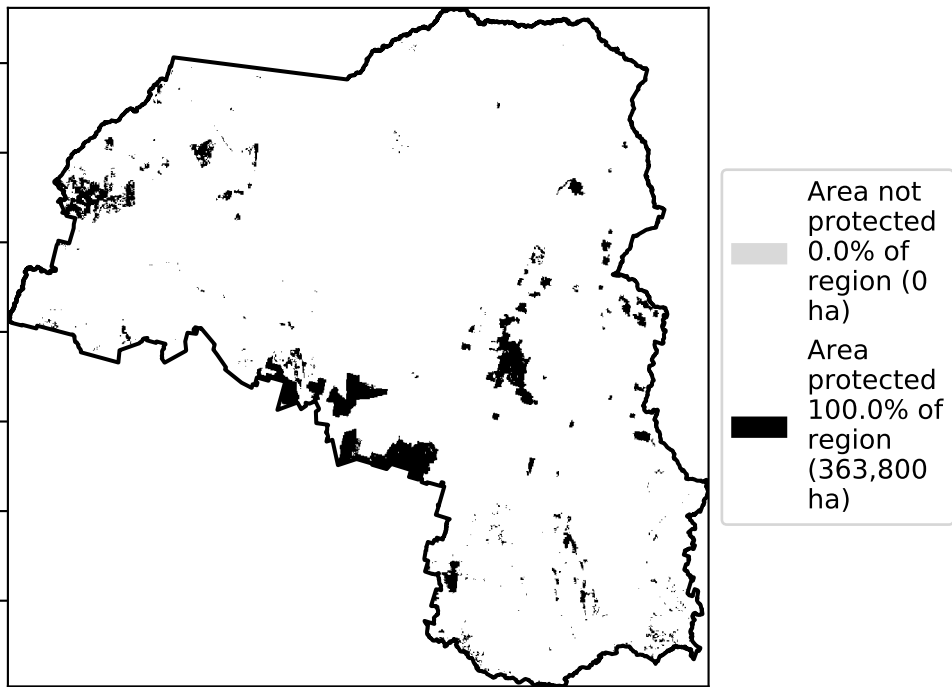 Area not
protected
0.0% of
region (0
ha)
Area
protected
100.0% of
region
(363,800
ha)